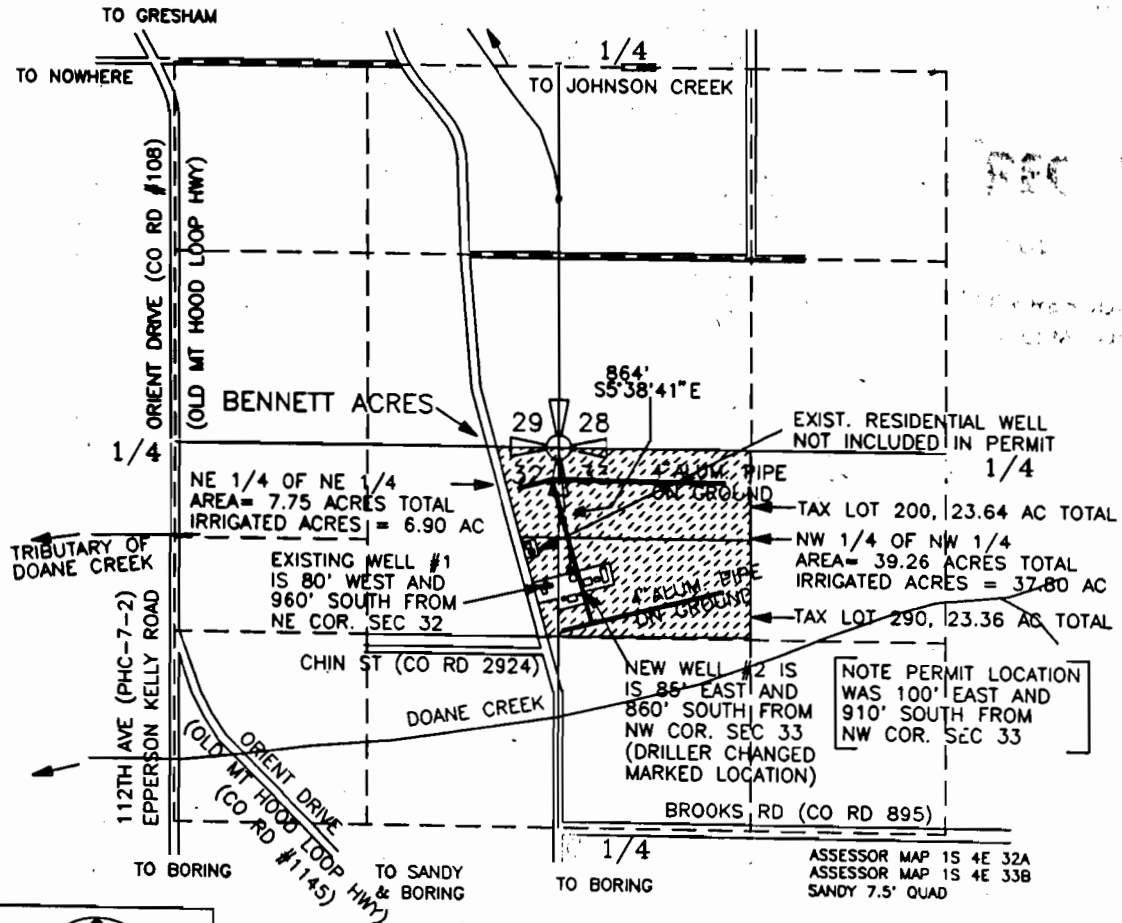 TO GRESHAM
TO NOWHERE
1/4
TO JOHNSON CREEK
ORIENT DRIVE (CO RD #108)
(OLD MT HOOD LOOP HWY)
BENNETT ACRES
864'
S5°38'41"E
29 28
32 33
EXIST. RESIDENTIAL WELL
NOT INCLUDED IN PERMIT
1/4
1/4
4" ALUM. PIPE
ON GROUND
NE 1/4 OF NE 1/4
AREA= 7.75 ACRES TOTAL
IRRIGATED ACRES = 6.90 AC
TAX LOT 200, 23.64 AC TOTAL
NW 1/4 OF NW 1/4
AREA= 39.26 ACRES TOTAL
IRRIGATED ACRES = 37.80 AC
TRIBUTARY OF
DOANE CREEK
EXISTING WELL #1
IS 80' WEST AND
960' SOUTH FROM
NE COR. SEC 32
4" ALUM. PIPE
ON GROUND
TAX LOT 290, 23.36 AC TOTAL
112TH AVE (PHC-7-2)
EPPERSON KELLY ROAD
CHIN ST (CO RD 2924)
DOANE CREEK
NEW WELL #2 IS
IS 85' EAST AND
860' SOUTH FROM
NW COR. SEC 33
(DRILLER CHANGED
MARKED LOCATION)
NOTE PERMIT LOCATION
WAS 100' EAST AND
910' SOUTH FROM
NW COR. SEC 33
ORIENT DRIVE
(OLD MT HOOD LOOP HWY)
(CO RD #1145)
BROOKS RD (CO RD 895)
1/4
TO BORING
TO SANDY
& BORING
TO BORING
ASSESSOR MAP 1S 4E 32A
ASSESSOR MAP 1S 4E 33B
SANDY 7.5' QUAD